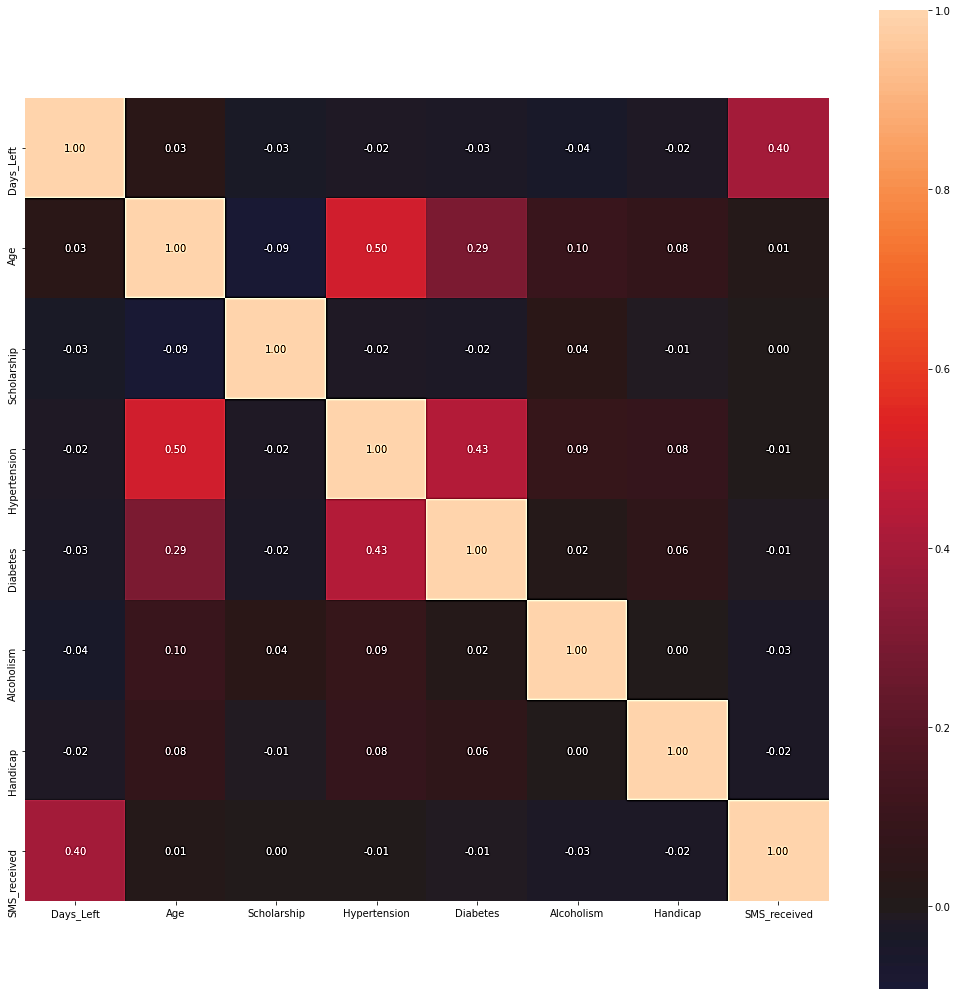 1.0
0.8
0.6
0.4
0.2
0.0
Days_Left 1.00 0.03 -0.03 -0.02 -0.03 -0.04 -0.02 0.40
Age 0.03 1.00 -0.09 0.50 0.29 0.10 0.08 0.01
Scholarship -0.03 -0.09 1.00 -0.02 -0.02 0.04 -0.01 0.00
Hypertension -0.02 0.50 -0.02 1.00 0.43 0.09 0.08 -0.01
Diabetes -0.03 0.29 -0.02 0.43 1.00 0.02 0.06 -0.01
Alcoholism -0.04 0.10 0.04 0.09 0.02 1.00 0.00 -0.03
Handicap -0.02 0.08 -0.01 0.08 0.06 0.00 1.00 -0.02
SMS_received 0.40 0.01 0.00 -0.01 -0.01 -0.03 -0.02 1.00
Days_Left Age Scholarship Hypertension Diabetes Alcoholism Handicap SMS_received